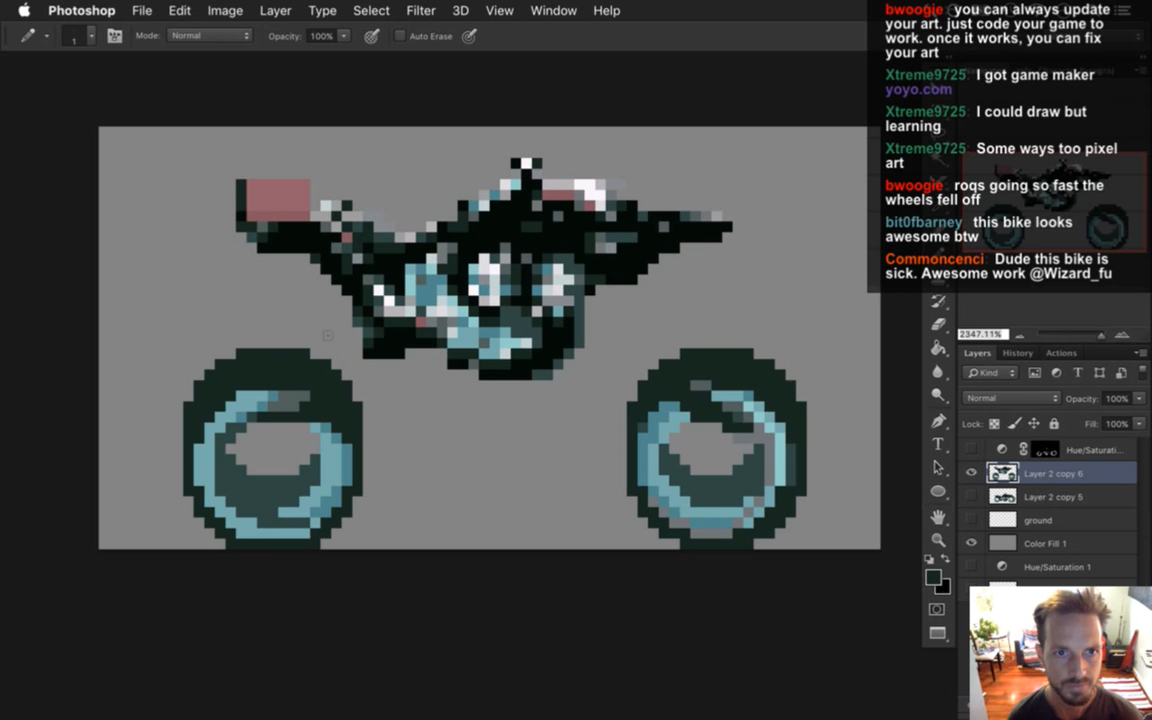 Photoshop File Edit Image Layer Type Select Filter 3D View Window Help
1 Mode: Normal Opacity: 100% Auto Erase
bwoogie: you can always update
your art. just code your game to
work. once it works, you can fix
your art
Xtreme9725: I got game maker
yoyo.com
Xtreme9725: I could draw but
learning
Xtreme9725: Some ways too pixel
art
bwoogie: roqs going so fast the
wheels fell off
bit0fbarney: this bike looks
awesome btw
Commoncenci: Dude this bike is
sick. Awesome work @Wizard_fu
2347.11%
Layers History Actions
Kind
Normal Opacity: 100%
Lock: Fill: 100%
Hue/Saturati...
Layer 2 copy 6
Layer 2 copy 5
ground
Color Fill 1
Hue/Saturation 1